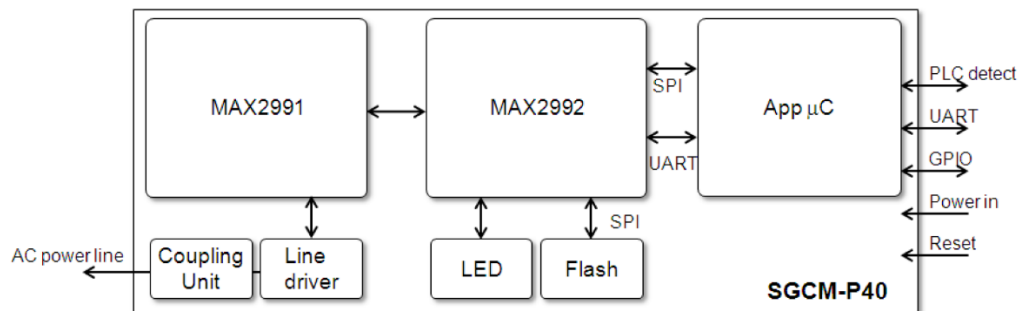 MAX2991
MAX2992
App µC
SPI
UART
PLC detect
UART
GPIO
Power in
Reset
SPI
AC power line
Coupling
Unit
Line
driver
LED
Flash
SGCM-P40